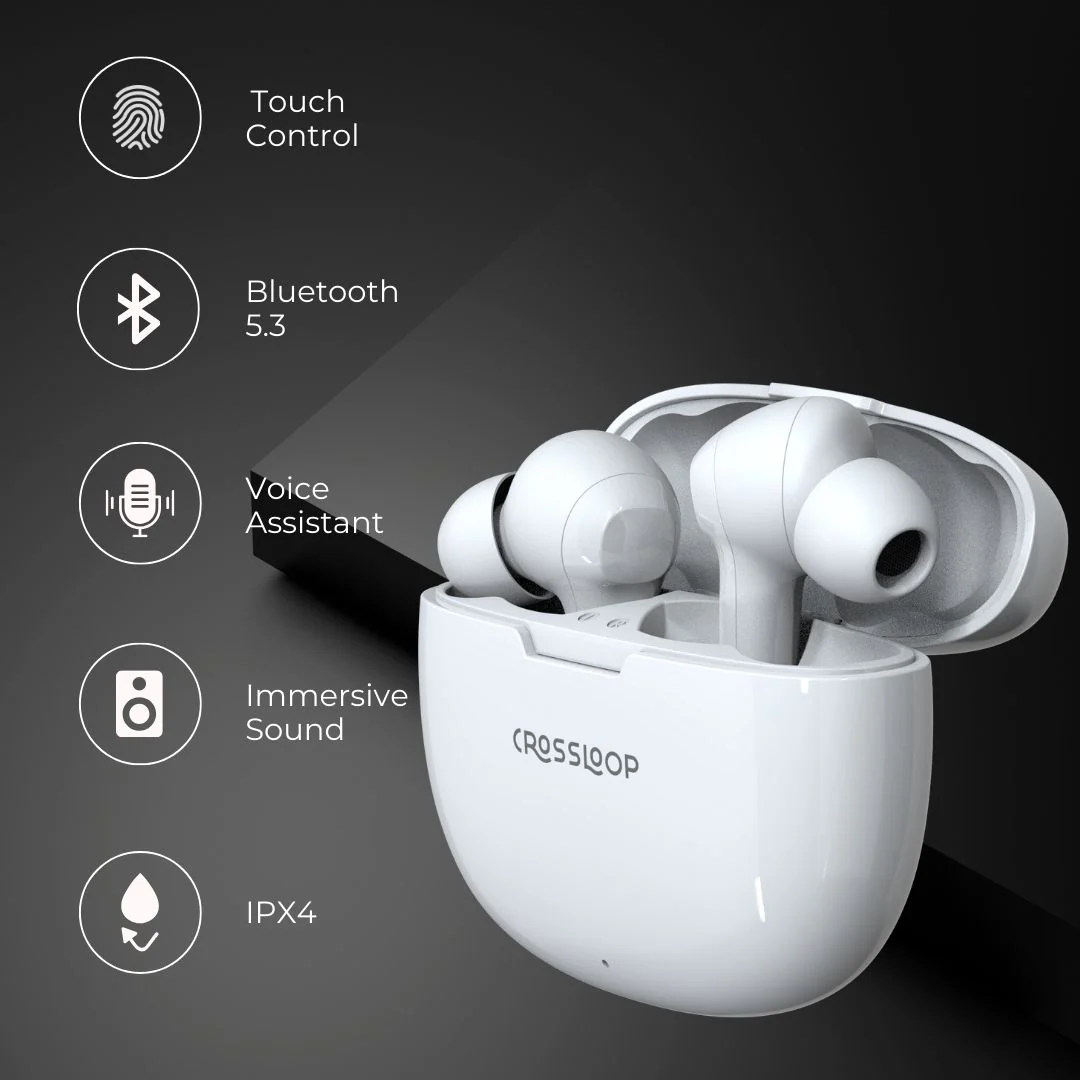 Touch
Control
Bluetooth
5.3
Voice
Assistant
Immersive
Sound
IPX4
CROSSLOOP